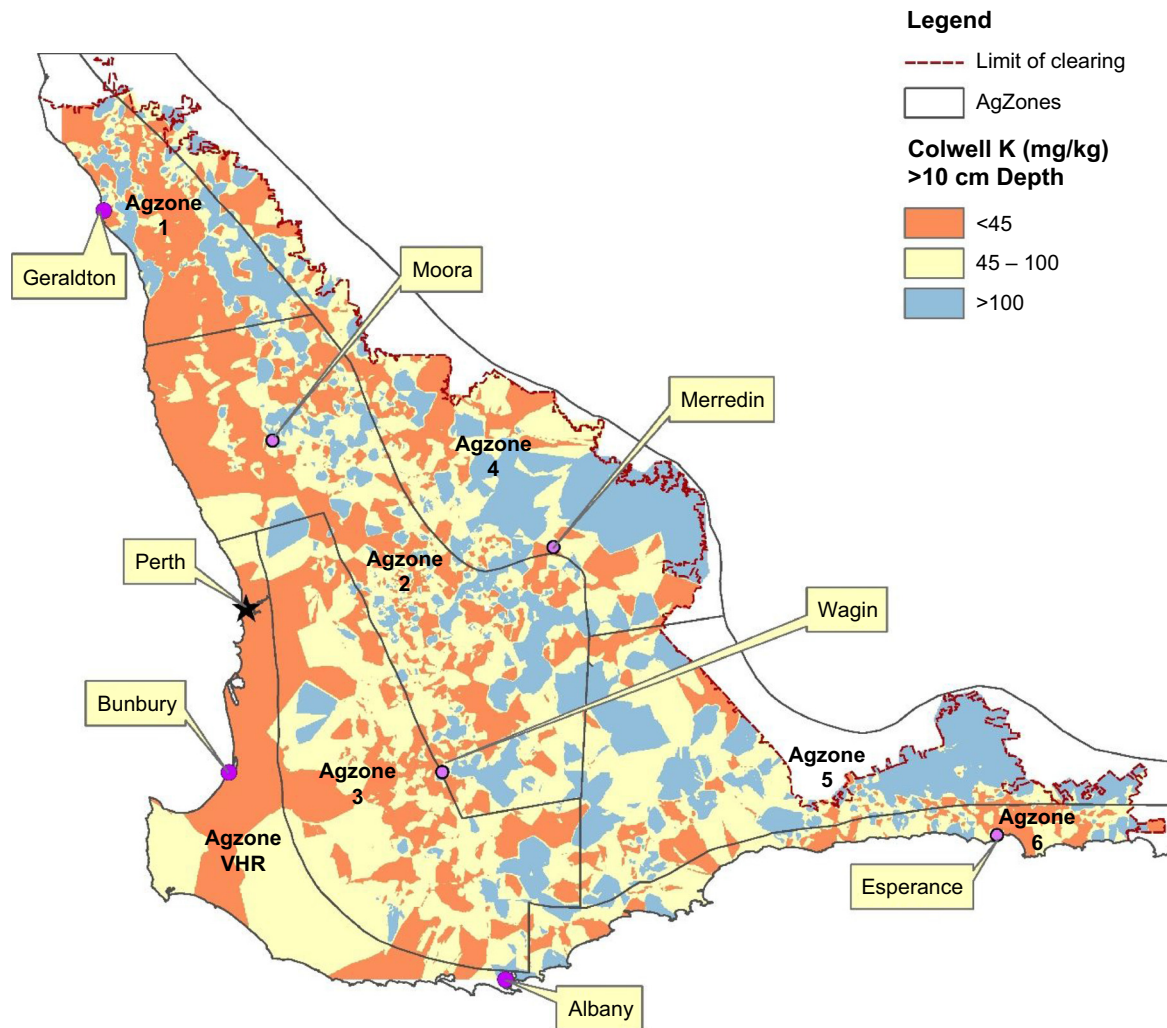 Legend
Limit of clearing
AgZones
Colwell K (mg/kg)
>10 cm Depth
<45
45 – 100
>100
Agzone
1
Geraldton
Moora
Merredin
Agzone
4
Perth
Agzone
2
Wagin
Bunbury
Agzone
3
Agzone
5
Agzone
VHR
Agzone
6
Esperance
Albany